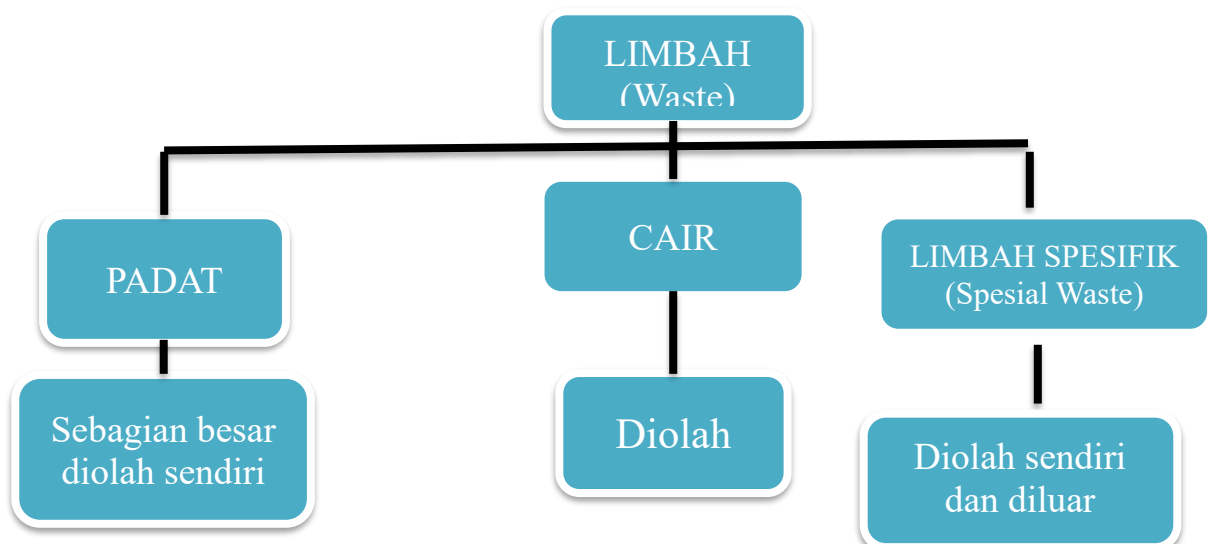 LIMBAH
(Waste)
PADAT
CAIR
LIMBAH SPESIFIK
(Spesial Waste)
Sebagian besar
diolah sendiri
Diolah
Diolah sendiri
dan diluar